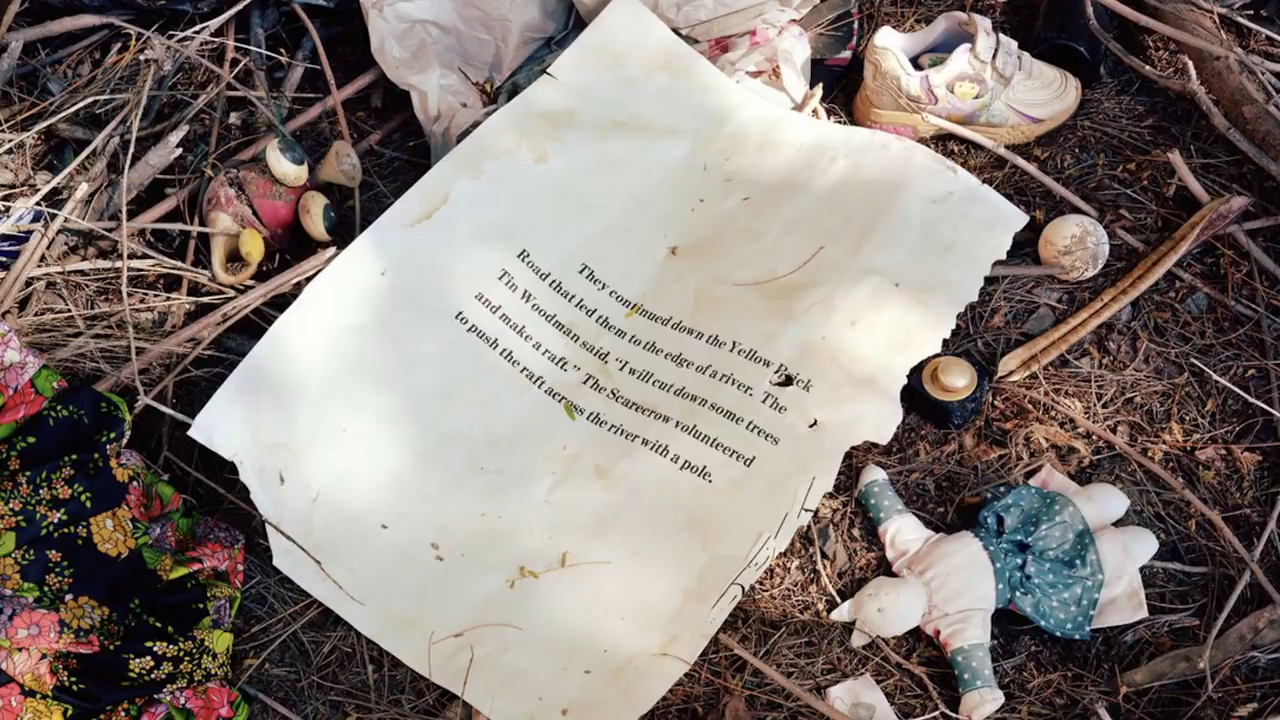 They continued down the Yellow Brick
Road that led them to the edge of a river. The
Tin Woodman said, “I will cut down some trees
and make a raft.” The Scarecrow volunteered
to push the raft across the river with a pole.